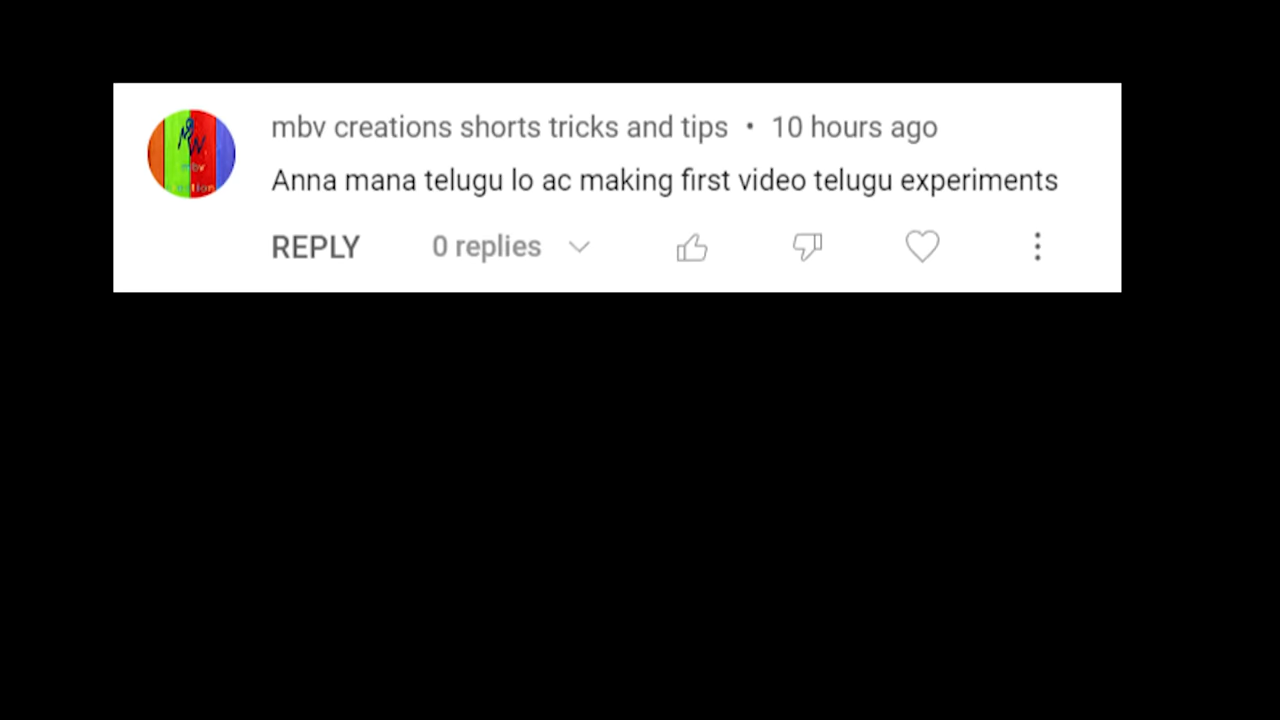 mbv creations shorts tricks and tips • 10 hours ago
Anna mana telugu lo ac making first video telugu experiments
REPLY 0 replies